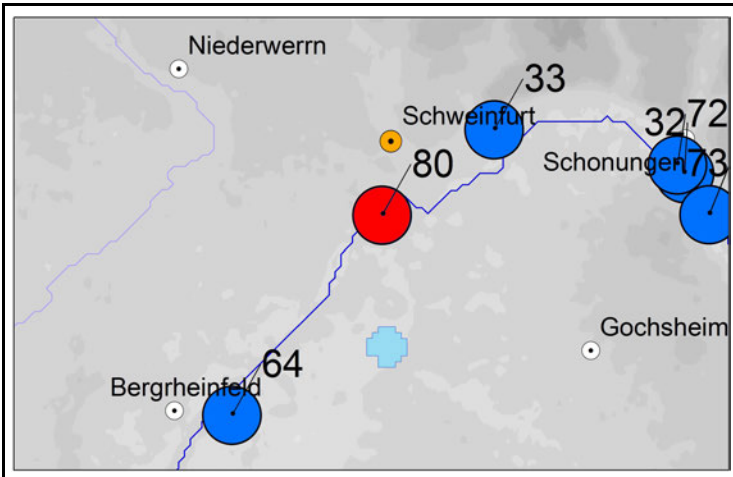 Niederwerrn
33
Schweinfurt
32
72
80
Schonungen
73
Gochsheim
64
Bergrheinfeld